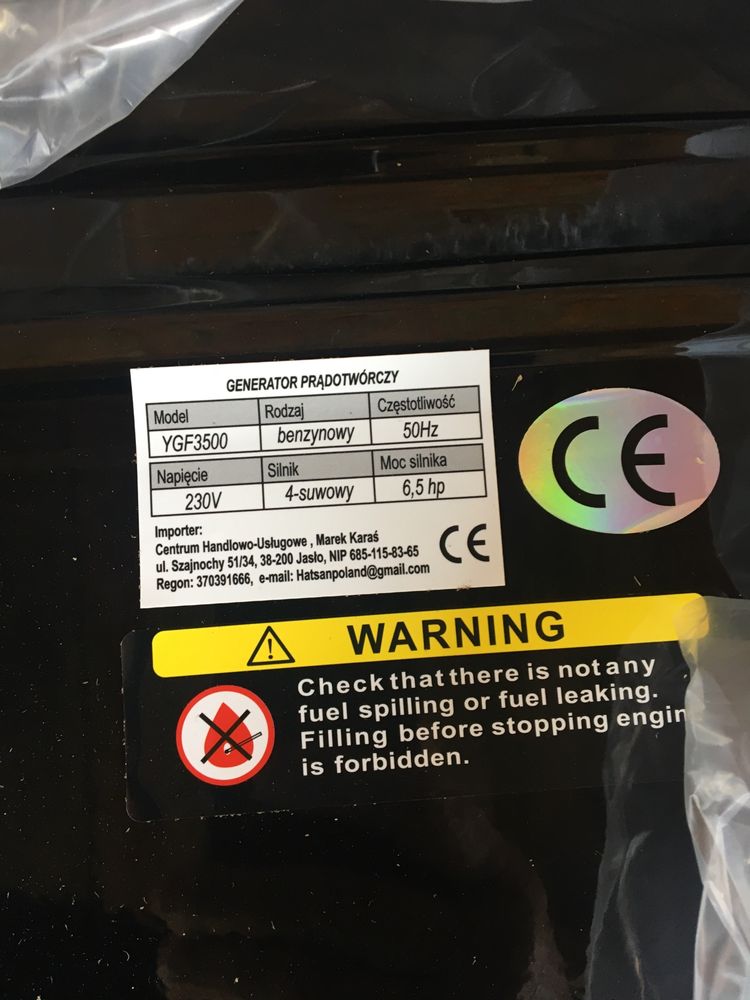 GENERATOR PRĄDOTWÓRCZY
Model Rodzaj Częstotliwość
YGF3500 benzynowy 50Hz
Napięcie Silnik Moc silnika
230V 4-suwowy 6,5 hp
Importer:
Centrum Handlowo-Usługowe , Marek Karaś
ul. Szajnochy 51/34, 38-200 Jasło, NIP 685-115-83-65
Regon: 370391666, e-mail: Hatsanpoland@gmail.com
CE
CE
WARNING
Check that there is not any
fuel spilling or fuel leaking.
Filling before stopping engin
is forbidden.